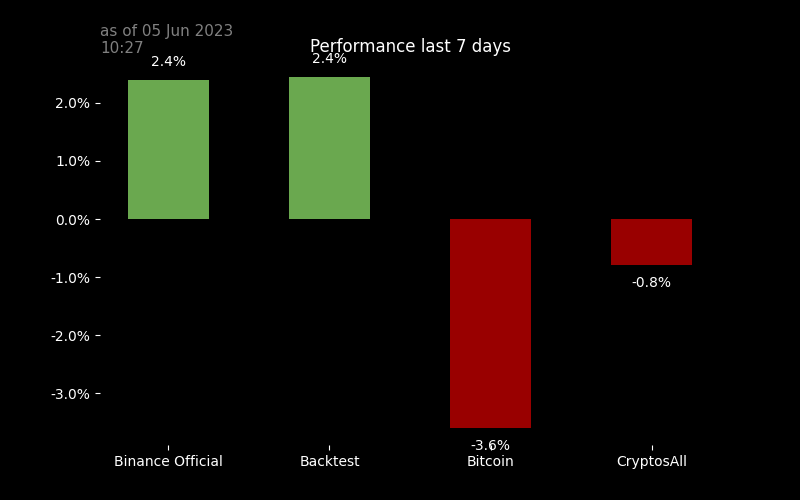 as of 05 Jun 2023
10:27
Performance last 7 days
2.4%
2.4%
2.0%
1.0%
0.0%
-1.0%
-0.8%
-2.0%
-3.0%
-3.6%
Binance Official
Backtest
Bitcoin
CryptosAll